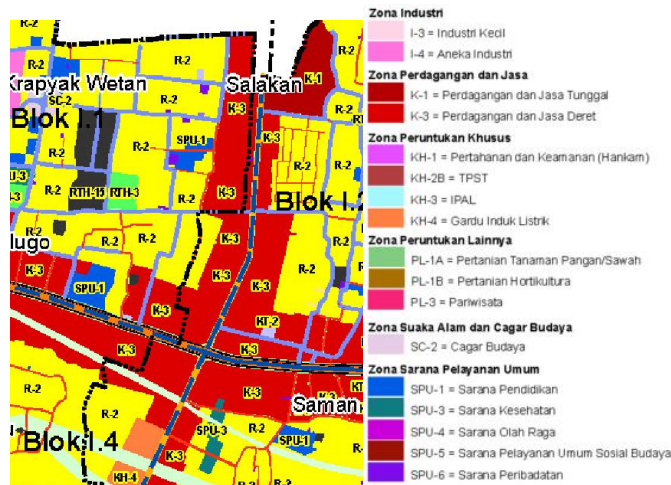 R-2
R-2
R-2
K-3
K-1
Krapyak Wetan
Salakan
SC-2
R-2
K-3
Blok I.1
SPU-1
K-3
R-2
R-2
RTH-15
RTH-3
K-3
K-3
Blok I.2
R-2
R-2
R-2
lugo
R-2
K-3
R-2
K-3
K-3
SPU-1
K-3
K-3
KT-2
K-3
K-3
K-3
R-2
K-3
Saman
R-2
SPU-3
R-2
SPU-1
Blok I.4
K-3
KH-4
R-2
Zona Industri
I-3 = Industri Kecil
I-4 = Aneka Industri
Zona Perdagangan dan Jasa
K-1 = Perdagangan dan Jasa Tunggal
K-3 = Perdagangan dan Jasa Deret
Zona Peruntukan Khusus
KH-1 = Pertahanan dan Keamanan (Hankam)
KH-2B = TPST
KH-3 = IPAL
KH-4 = Gardu Induk Listrik
Zona Peruntukan Lainnya
PL-1A = Pertanian Tanaman Pangan/Sawah
PL-1B = Pertanian Hortikultura
PL-3 = Pariwisata
Zona Suaka Alam dan Cagar Budaya
SC-2 = Cagar Budaya
Zona Sarana Pelayanan Umum
SPU-1 = Sarana Pendidikan
SPU-3 = Sarana Kesehatan
SPU-4 = Sarana Olah Raga
SPU-5 = Sarana Pelayanan Umum Sosial Budaya
SPU-6 = Sarana Peribadatan